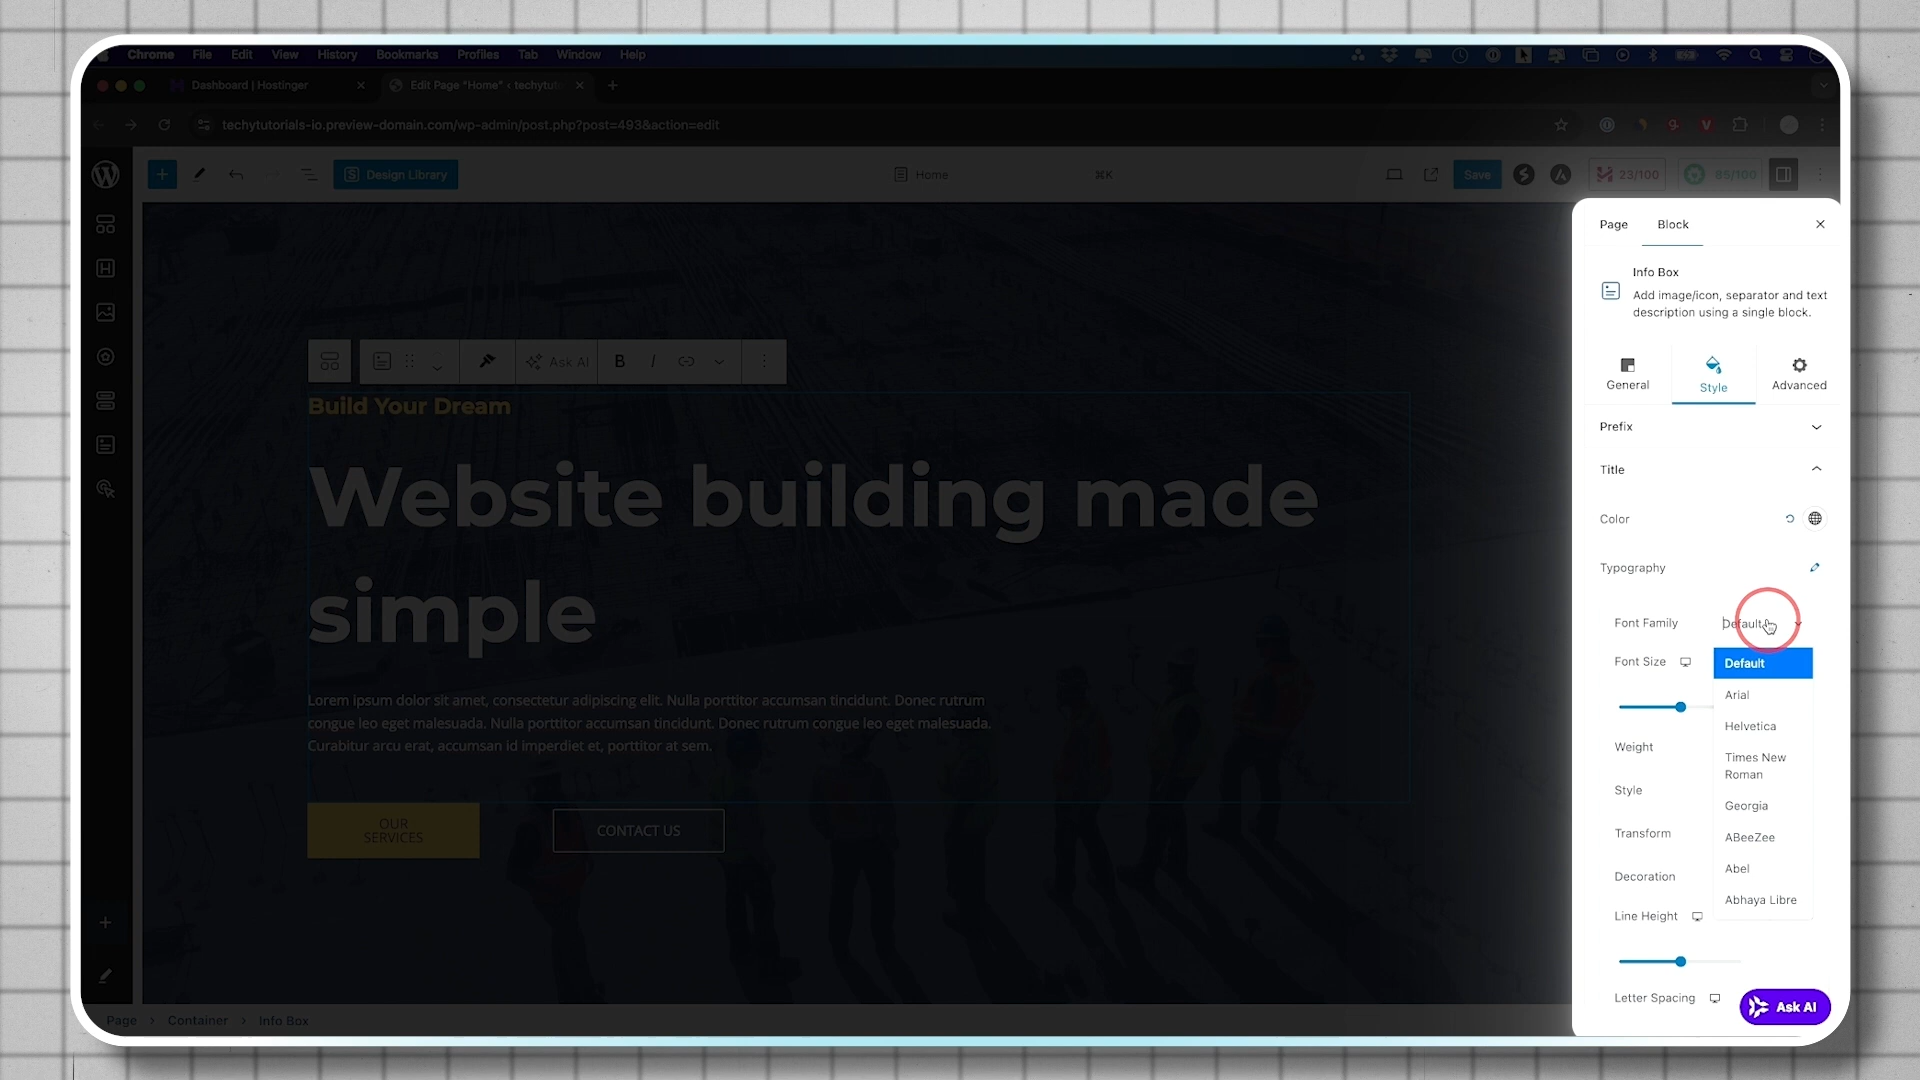 Chrome File Edit View History Bookmarks Profiles Tab Window Help
Dashboard | Hostinger
Edit Page "Home" < techytut
techytutorials-io.preview-domain.com/wp-admin/post.php?post=493&action=edit
Design Library
Home
⌘K
Save
23/100
85/100
Page Block
Info Box
Add image/icon, separator and text
description using a single block.
General Style Advanced
Prefix
Title
Color
Typography
Font Family Default
Font Size
Default
Arial
Helvetica
Times New
Roman
Georgia
ABeeZee
Abel
Abhaya Libre
Weight
Style
Transform
Decoration
Line Height
Letter Spacing
Ask AI
Ask AI B I
Build Your Dream
Website building made
simple
Lorem ipsum dolor sit amet, consectetur adipiscing elit. Nulla porttitor accumsan tincidunt. Donec rutrum
congue leo eget malesuada. Nulla porttitor accumsan tincidunt. Donec rutrum congue leo eget malesuada.
Curabitur arcu erat, accumsan id imperdiet et, porttitor at sem.
OUR
SERVICES
CONTACT US
Page > Container > Info Box